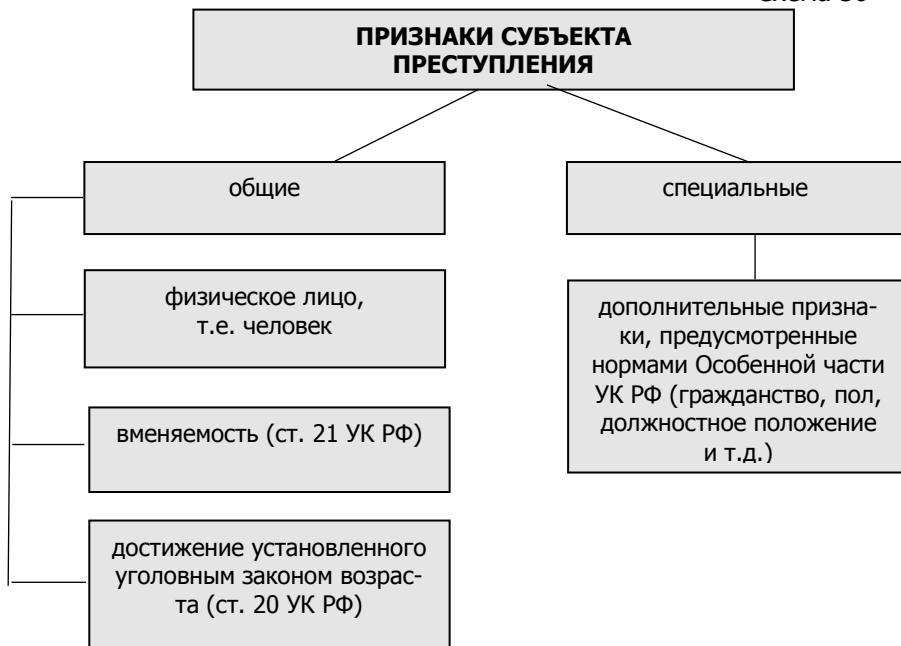 ПРИЗНАКИ СУБЪЕКТА
ПРЕСТУПЛЕНИЯ
общие
специальные
физическое лицо,
т.е. человек
вменяемость (ст. 21 УК РФ)
достижение установленного
уголовным законом возрас-
та (ст. 20 УК РФ)
дополнительные призна-
ки, предусмотренные
нормами Особенной части
УК РФ (гражданство, пол,
должностное положение
и т.д.)